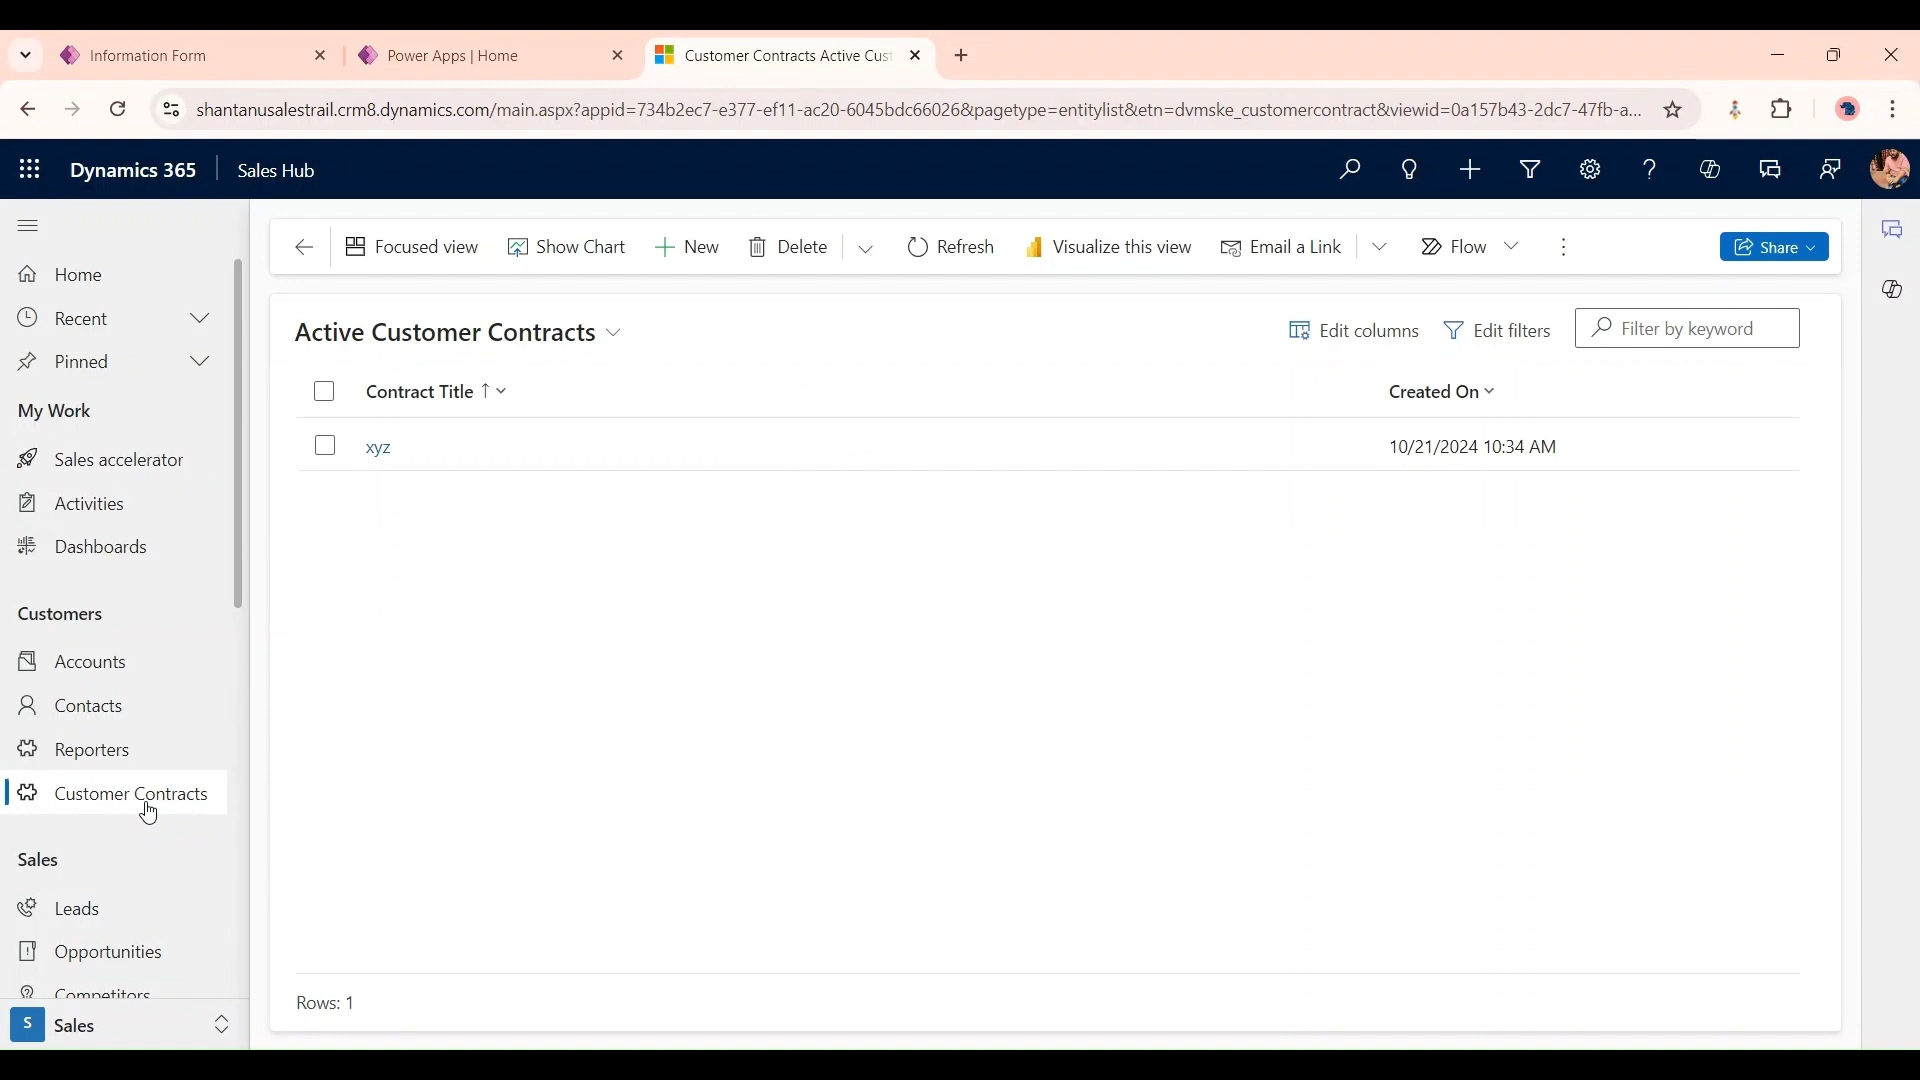 Information Form
Power Apps | Home
Customer Contracts Active Cust
shantanusalestrail.crm8.dynamics.com/main.aspx?appid=734b2ec7-e377-ef11-ac20-6045bdc66026&pagetype=entitylist&etn=dvmske_customercontract&viewid=0a157b43-2dc7-47fb-a...
Dynamics 365
Sales Hub
Focused view
Show Chart
New
Delete
Refresh
Visualize this view
Email a Link
Flow
Share
Home
Recent
Pinned
My Work
Sales accelerator
Activities
Dashboards
Customers
Accounts
Contacts
Reporters
Customer Contracts
Sales
Leads
Opportunities
Competitors
S Sales
Active Customer Contracts
Edit columns
Edit filters
Filter by keyword
Contract Title
Created On
xyz
10/21/2024 10:34 AM
Rows: 1